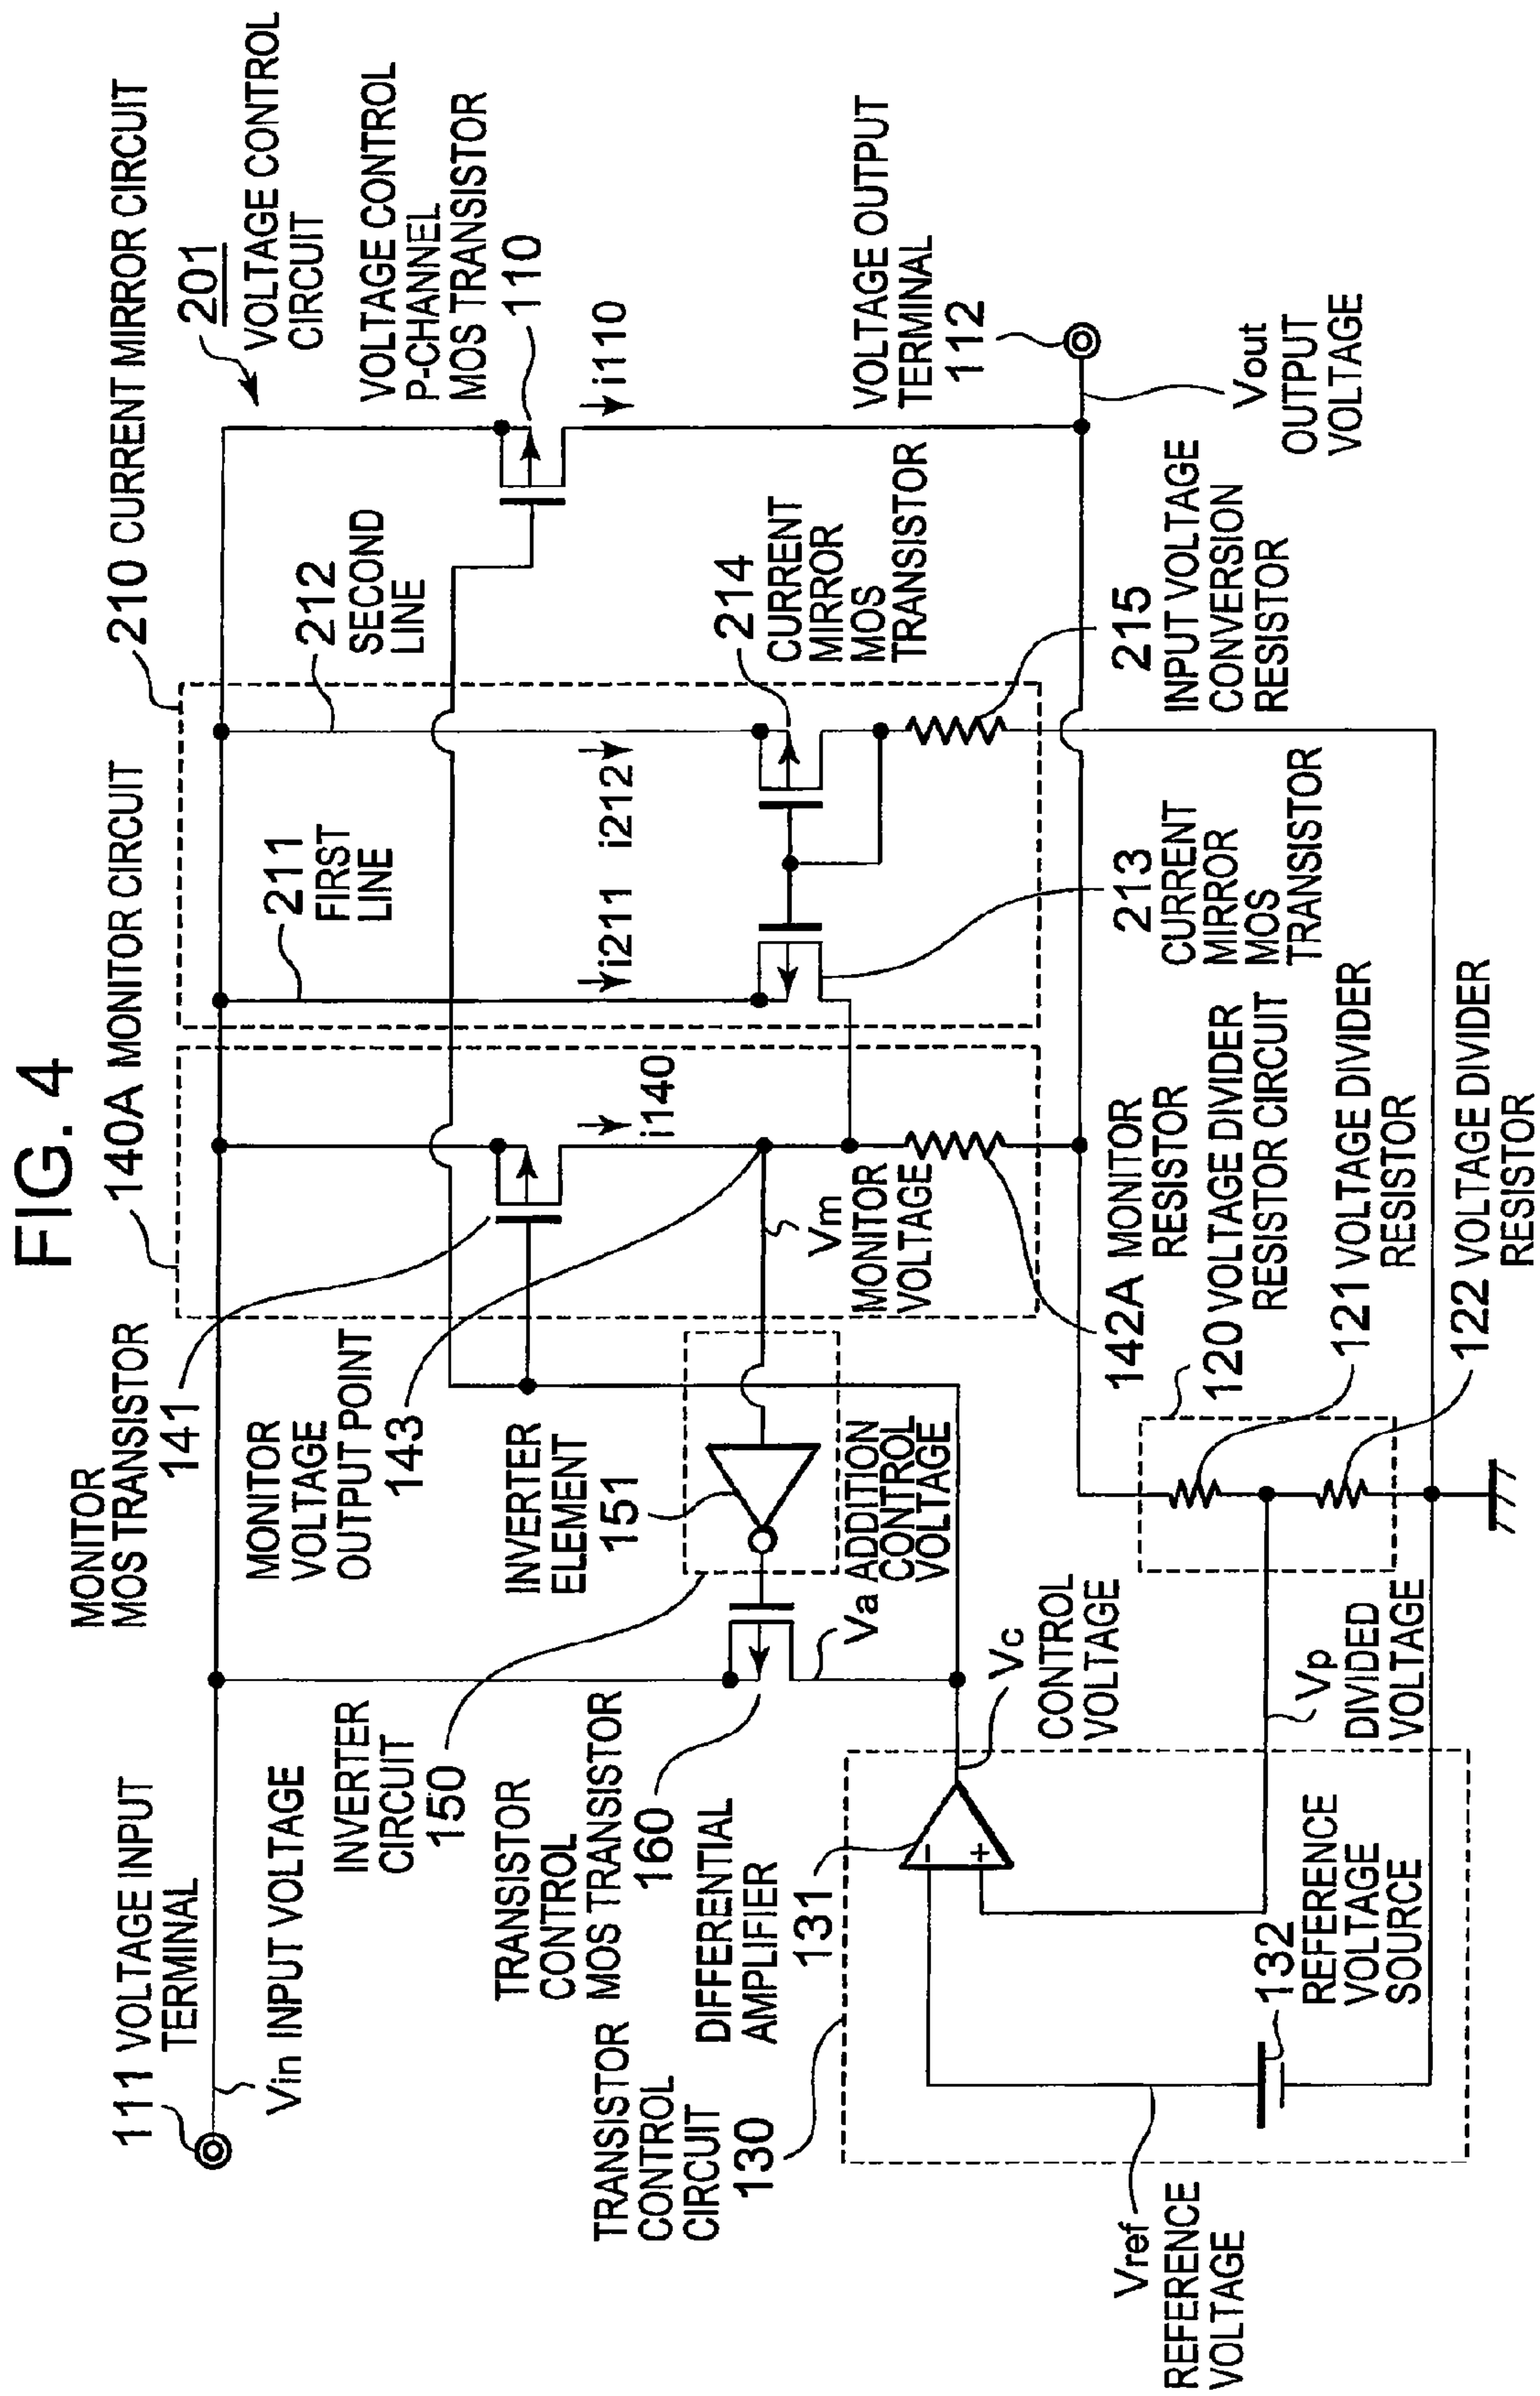 FIG. 4
201
VOLTAGE CONTROL
CIRCUIT
210 CURRENT MIRROR CIRCUIT
140A MONITOR CIRCUIT
MONITOR
MOS TRANSISTOR
141
111 VOLTAGE INPUT
TERMINAL
Vin INPUT VOLTAGE
MONITOR
VOLTAGE
OUTPUT POINT
143
211
FIRST
LINE
212
SECOND
LINE
VOLTAGE CONTROL
P-CHANNEL
MOS TRANSISTOR
110
i110
i140
i211
i212
INVERTER
CIRCUIT
150
INVERTER
ELEMENT
151
TRANSISTOR
CONTROL
MOS TRANSISTOR
160
Vm
MONITOR
VOLTAGE
214
CURRENT
MIRROR
MOS
TRANSISTOR
VOLTAGE OUTPUT
TERMINAL
112
Va ADDITION
CONTROL
VOLTAGE
DIFFERENTIAL
AMPLIFIER
131
TRANSISTOR
CONTROL
CIRCUIT
130
-
+
Vc
CONTROL
VOLTAGE
142A MONITOR
RESISTOR
213
CURRENT
MIRROR
MOS
TRANSISTOR
215
INPUT VOLTAGE
CONVERSION
RESISTOR
Vout
OUTPUT
VOLTAGE
120 VOLTAGE DIVIDER
RESISTOR CIRCUIT
121 VOLTAGE DIVIDER
RESISTOR
122 VOLTAGE DIVIDER
RESISTOR
Vp
DIVIDED
VOLTAGE
132
REFERENCE
VOLTAGE
SOURCE
Vref
REFERENCE
VOLTAGE